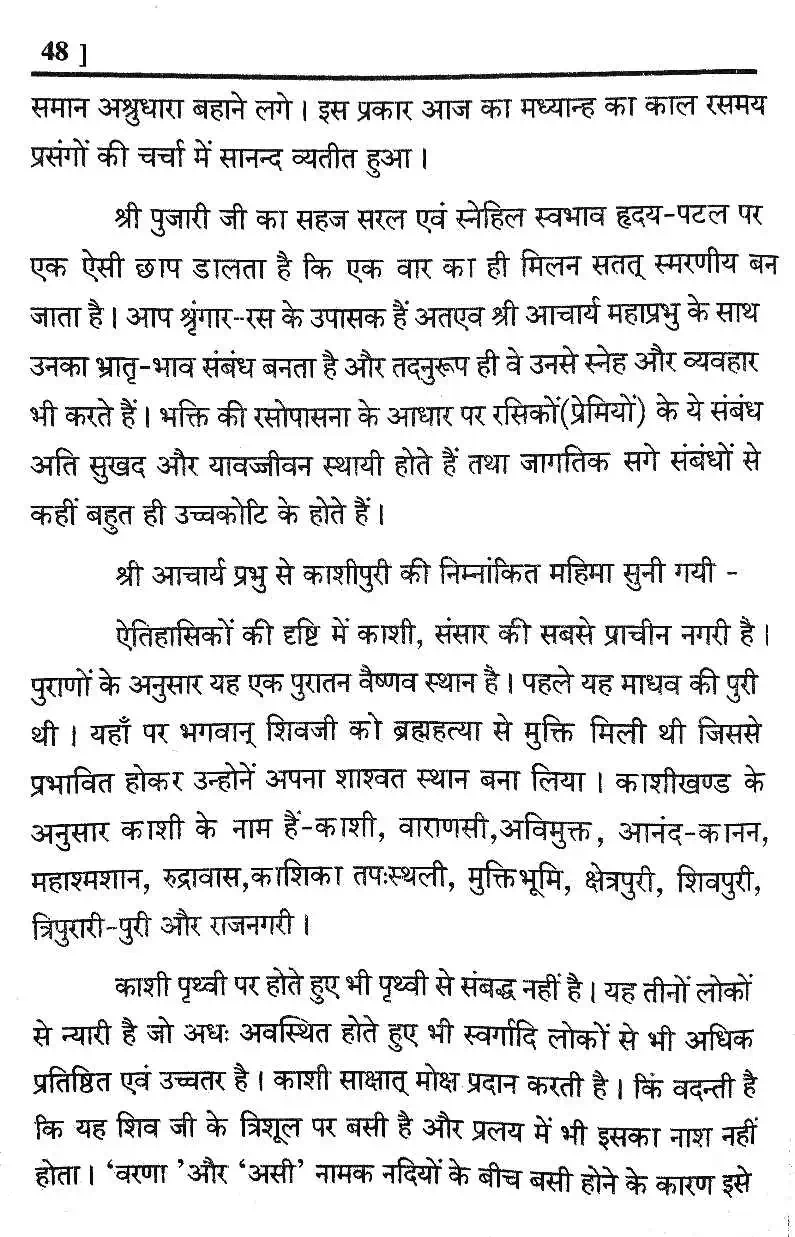 48 ]
समान अश्रुधारा बहाने लगे । इस प्रकार आज का मध्यान्ह का काल रसमय
प्रसंगों की चर्चा में सानन्द व्यतीत हुआ ।
श्री पुजारी जी का सहज सरल एवं स्नेहिल स्वभाव हृदय-पटल पर
एक ऐसी छाप डालता है कि एक वार का ही मिलन सतत् स्मरणीय बन
जाता है । आप श्रृंगार-रस के उपासक हैं अतएव श्री आचार्य महाप्रभु के साथ
उनका भ्रातृ-भाव संबंध बनता है और तदनुरूप ही वे उनसे स्नेह और व्यवहार
भी करते हैं । भक्ति की रसोपासना के आधार पर रसिकों(प्रेमियों) के ये संबंध
अति सुखद और यावज्जीवन स्थायी होते हैं तथा जागतिक सगे संबंधों से
कहीं बहुत ही उच्चकोटि के होते हैं ।
श्री आचार्य प्रभु से काशीपुरी की निम्नांकित महिमा सुनी गयी -
ऐतिहासिकों की दृष्टि में काशी, संसार की सबसे प्राचीन नगरी है ।
पुराणों के अनुसार यह एक पुरातन वैष्णव स्थान है । पहले यह माधव की पुरी
थी । यहाँ पर भगवान् शिवजी को ब्रह्महत्या से मुक्ति मिली थी जिससे
प्रभावित होकर उन्होनें अपना शाश्वत स्थान बना लिया । काशीखण्ड के
अनुसार काशी के नाम हैं-काशी, वाराणसी,अविमुक्त, आनंद-कानन,
महाश्मशान, रुद्रावास,काशिका तपःस्थली, मुक्तिभूमि, क्षेत्रपुरी, शिवपुरी,
त्रिपुरारी-पुरी और राजनगरी ।
काशी पृथ्वी पर होते हुए भी पृथ्वी से संबद्ध नहीं है । यह तीनों लोकों
से न्यारी है जो अधः अवस्थित होते हुए भी स्वर्गादि लोकों से भी अधिक
प्रतिष्ठित एवं उच्चतर है । काशी साक्षात् मोक्ष प्रदान करती है । किं वदन्ती है
कि यह शिव जी के त्रिशूल पर बसी है और प्रलय में भी इसका नाश नहीं
होता । ‘वरणा ’और ‘असी’ नामक नदियों के बीच बसी होने के कारण इसे